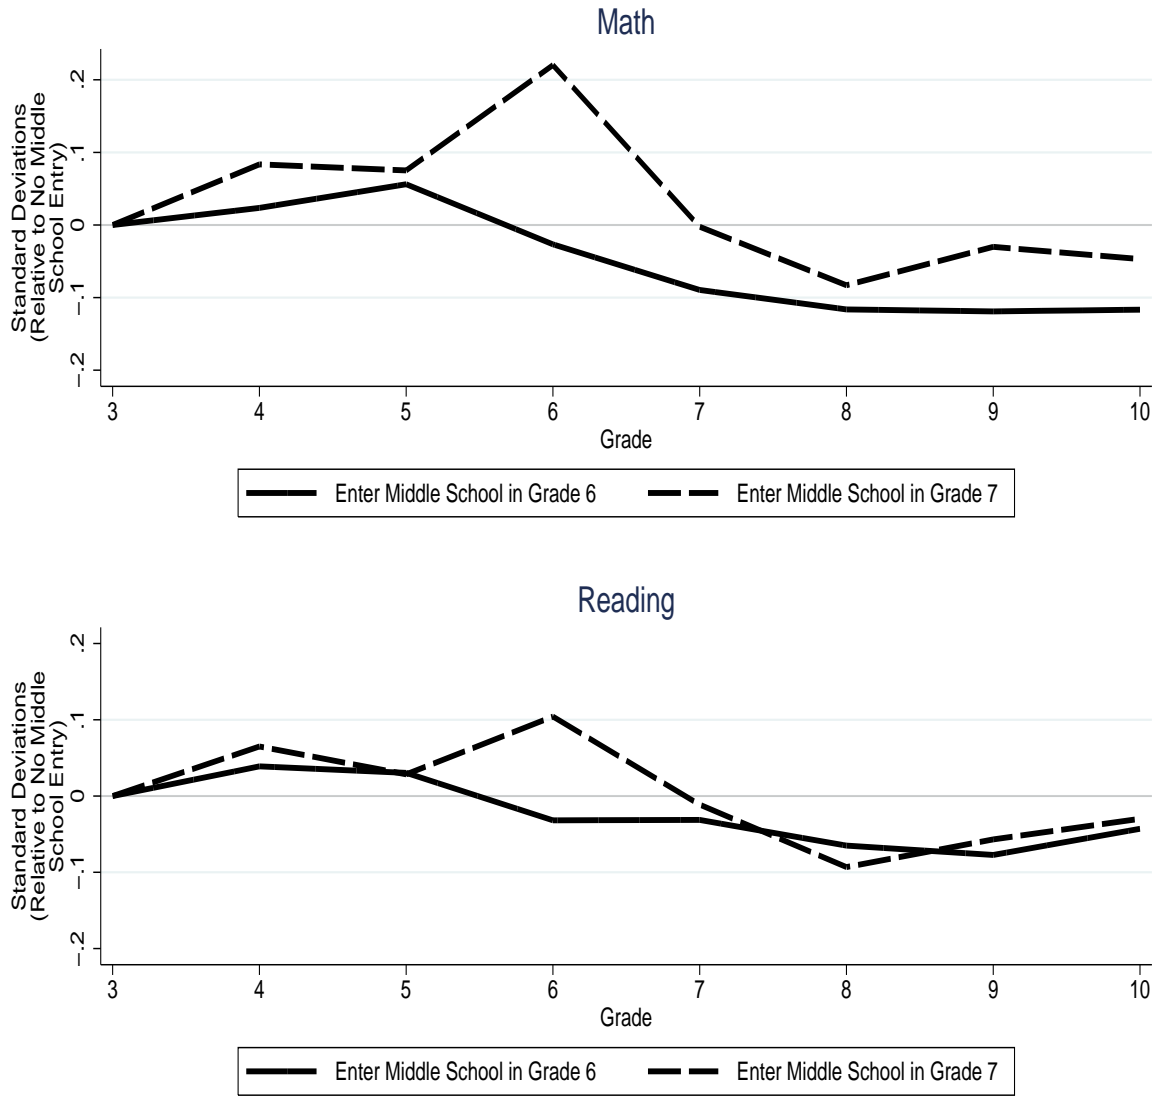 Math
Standard Deviations
(Relative to No Middle
School Entry)
.2
.1
0
−.1
−.2
3 4 5 6 7 8 9 10
Grade
Enter Middle School in Grade 6 Enter Middle School in Grade 7
Reading
Standard Deviations
(Relative to No Middle
School Entry)
.2
.1
0
−.1
−.2
3 4 5 6 7 8 9 10
Grade
Enter Middle School in Grade 6 Enter Middle School in Grade 7